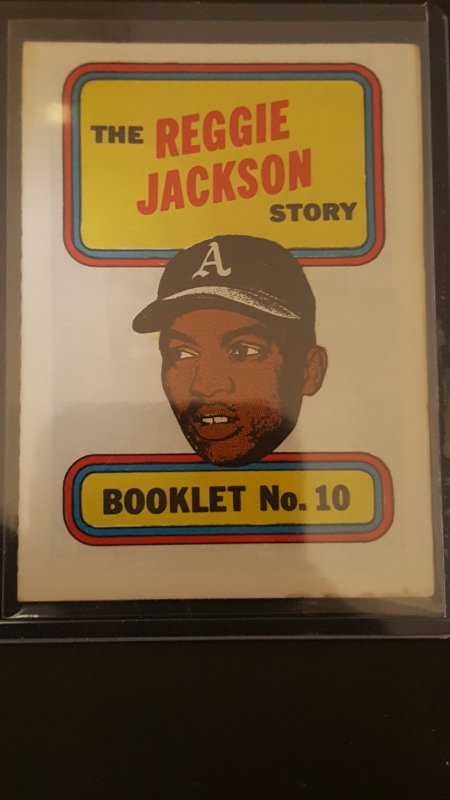 THE REGGIE
JACKSON
STORY
A
BOOKLET No. 10